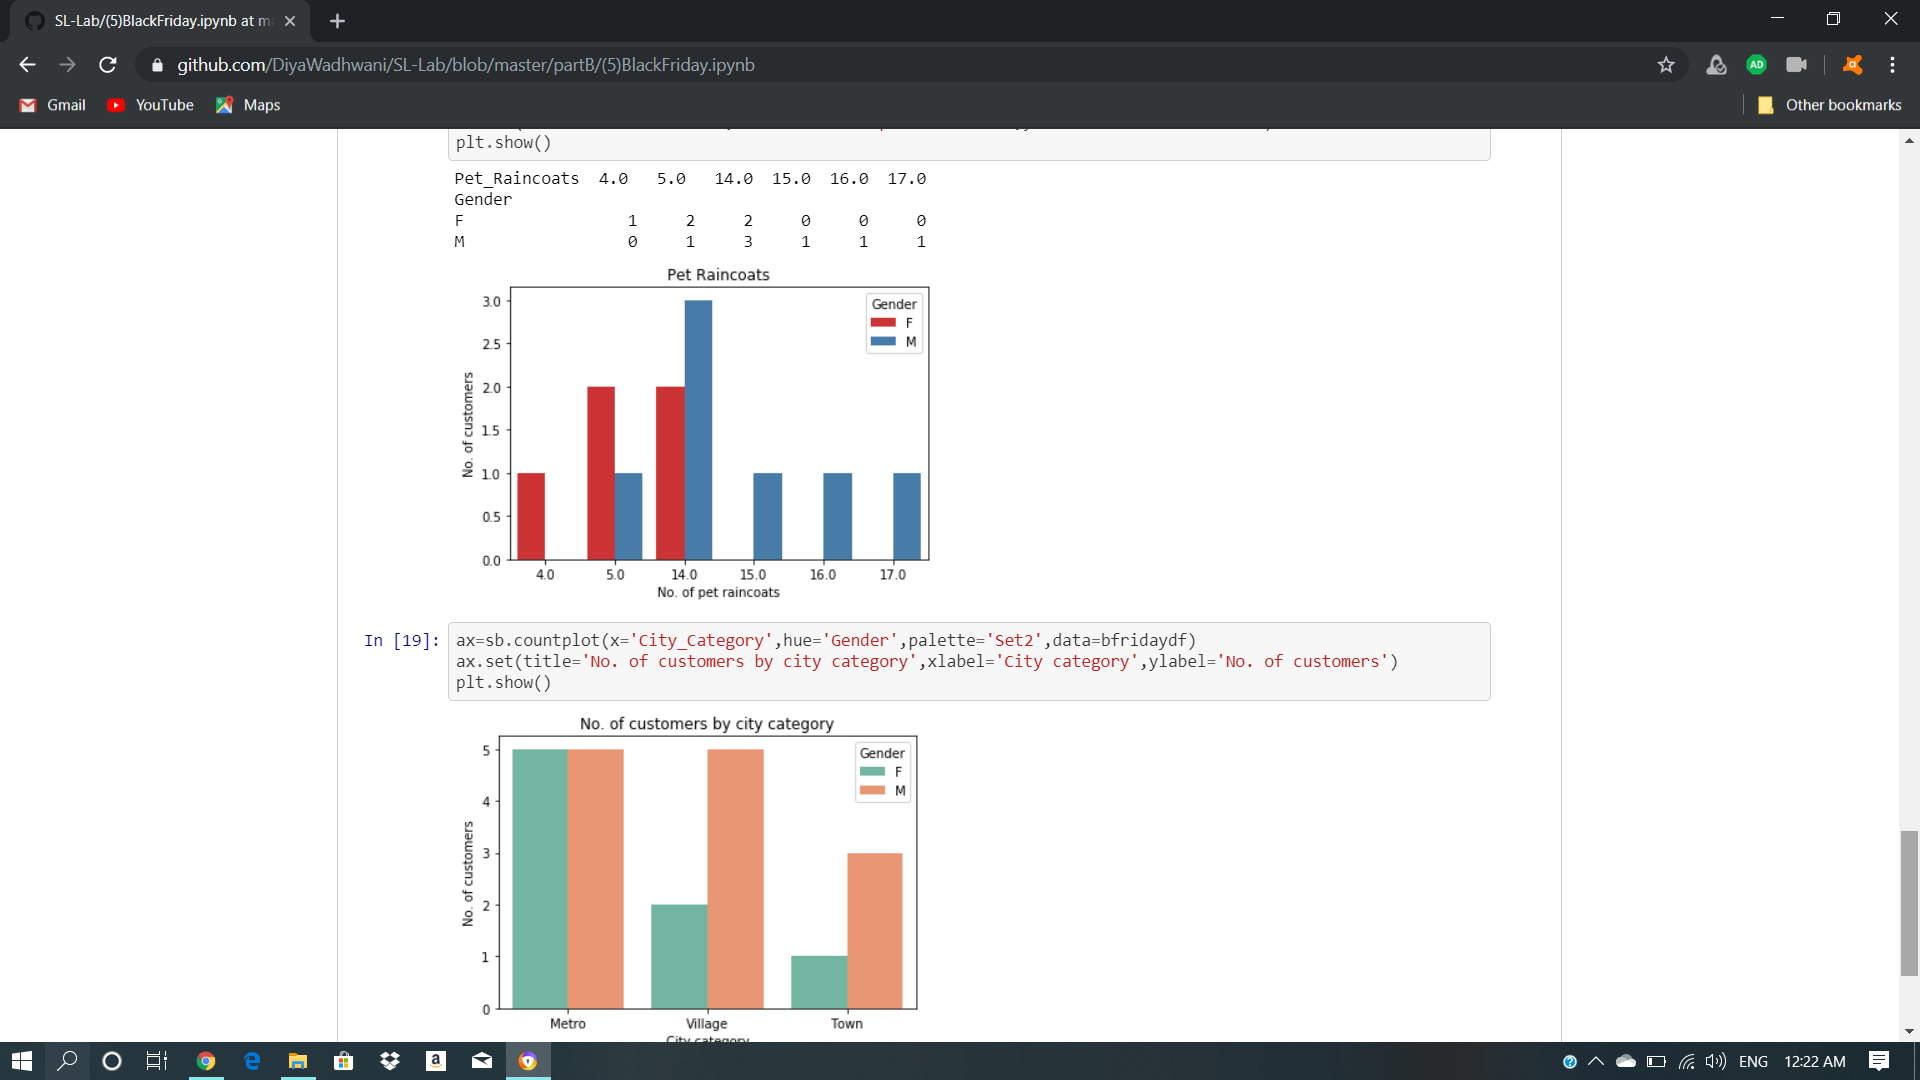 SL-Lab/(5)BlackFriday.ipynb at m
github.com/DiyaWadhwani/SL-Lab/blob/master/partB/(5)BlackFriday.ipynb
AD
Gmail YouTube Maps Other bookmarks
plt.show()
Pet_Raincoats 4.0 5.0 14.0 15.0 16.0 17.0
Gender
F 1 2 2 0 0 0
M 0 1 3 1 1 1
Pet Raincoats
Gender
F
M
3.0
2.5
2.0
1.5
1.0
0.5
0.0
No. of customers
4.0 5.0 14.0 15.0 16.0 17.0
No. of pet raincoats
In [19]: ax=sb.countplot(x='City_Category',hue='Gender',palette='Set2',data=bfridaydf)
ax.set(title='No. of customers by city category',xlabel='City category',ylabel='No. of customers')
plt.show()
No. of customers by city category
Gender
F
M
5
4
3
2
1
0
No. of customers
Metro Village Town
City category
ENG 12:22 AM